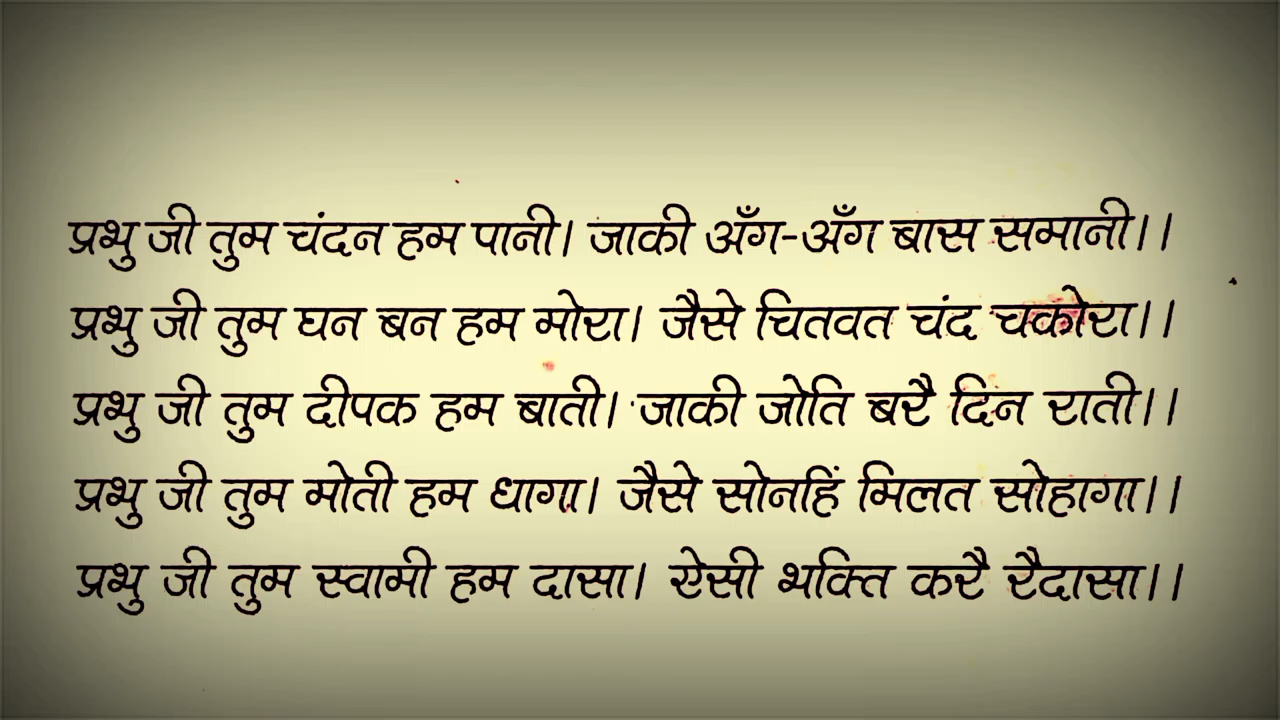 प्रभु जी तुम चंदन हम पानी। जाकी अँग-अँग बास समानी।।
प्रभु जी तुम घन बन हम मोरा। जैसे चितवत चंद चकोरा।।
प्रभु जी तुम दीपक हम बाती। जाकी जोति बरै दिन राती।।
प्रभु जी तुम मोती हम धागा। जैसे सोनहिं मिलत सोहागा।।
प्रभु जी तुम स्वामी हम दासा। ऐसी भक्ति करै रैदासा।।